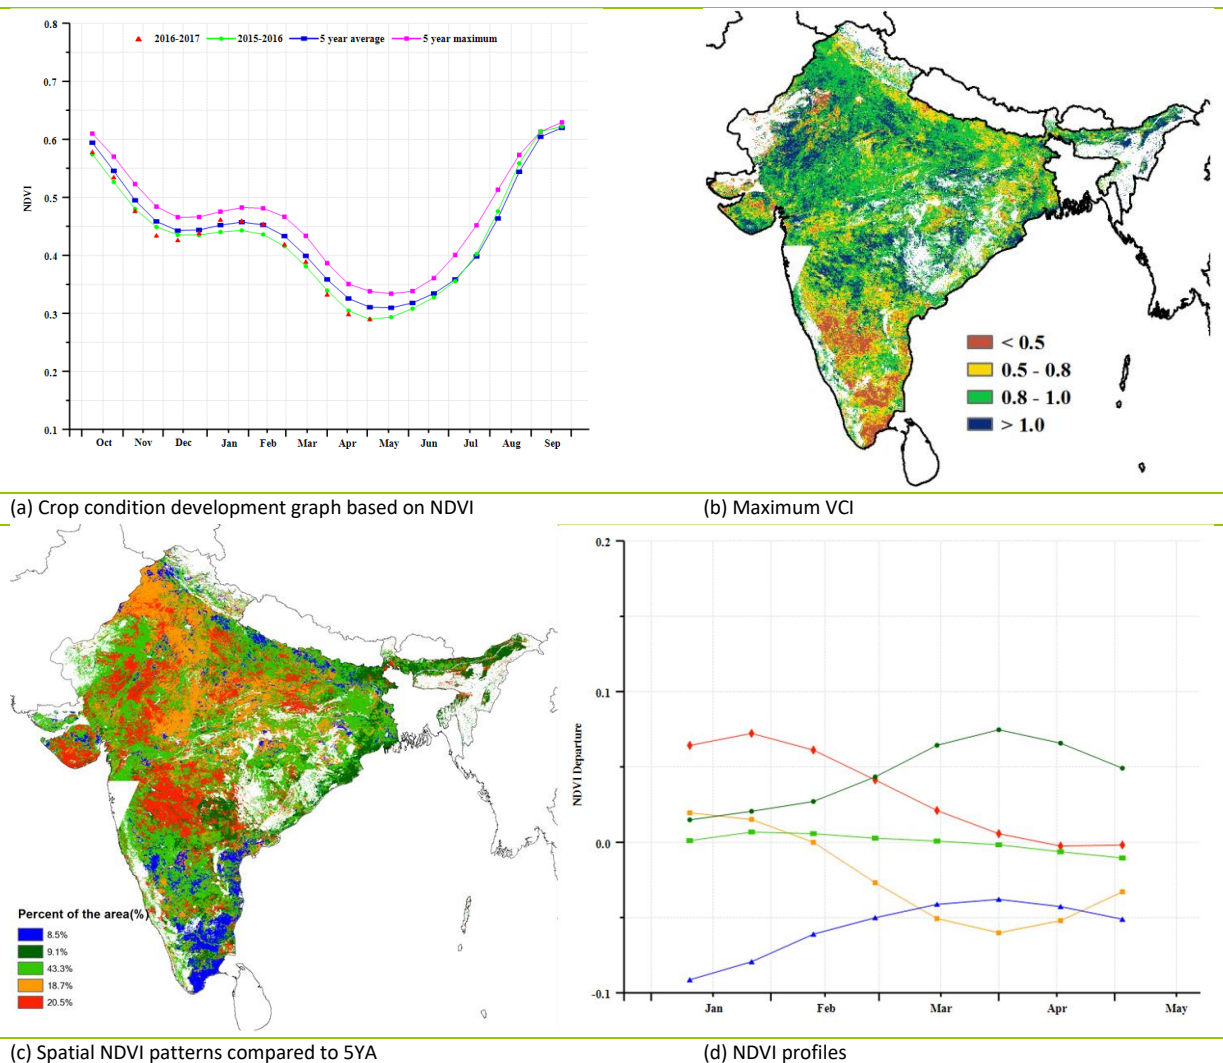 0.8
2016-2017 2015-2016 5 year average 5 year maximum
0.7
0.6
0.5
0.4
0.3
0.2
0.1
NDVI
Oct Nov Dec Jan Feb Mar Apr May Jun Jul Aug Sep
< 0.5
0.5 - 0.8
0.8 - 1.0
> 1.0
(a) Crop condition development graph based on NDVI
(b) Maximum VCI
Percent of the area(%)
8.5%
9.1%
43.3%
18.7%
20.5%
0.2
0.1
0.0
-0.1
NDVI Departure
Jan Feb Mar Apr May
(c) Spatial NDVI patterns compared to 5YA
(d) NDVI profiles